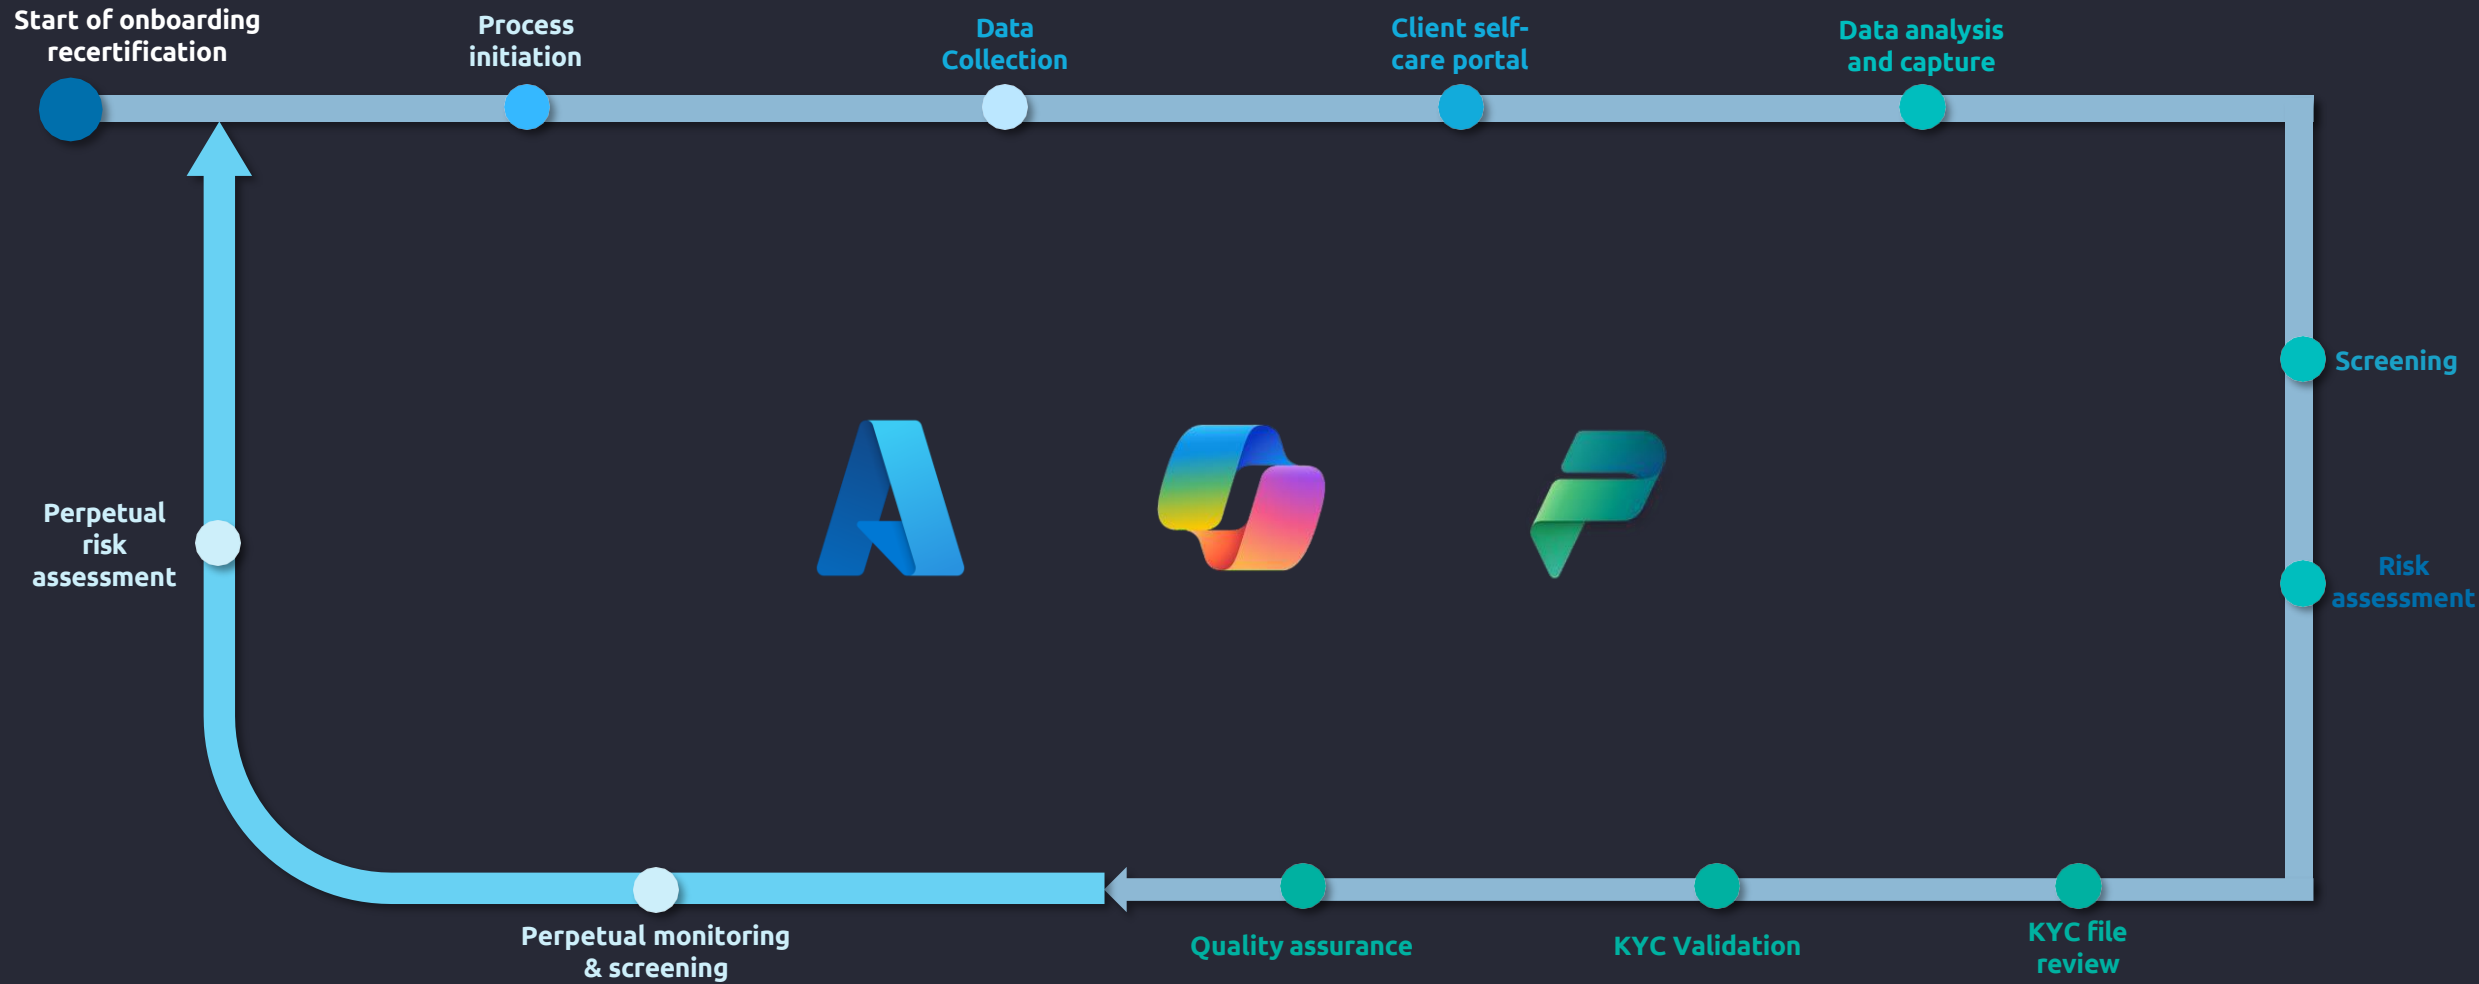 Start of onboarding
recertification
Process
initiation
Data
Collection
Client self-
care portal
Data analysis
and capture
Screening
Risk
assessment
KYC file
review
KYC Validation
Quality assurance
Perpetual monitoring
& screening
Perpetual
risk
assessment